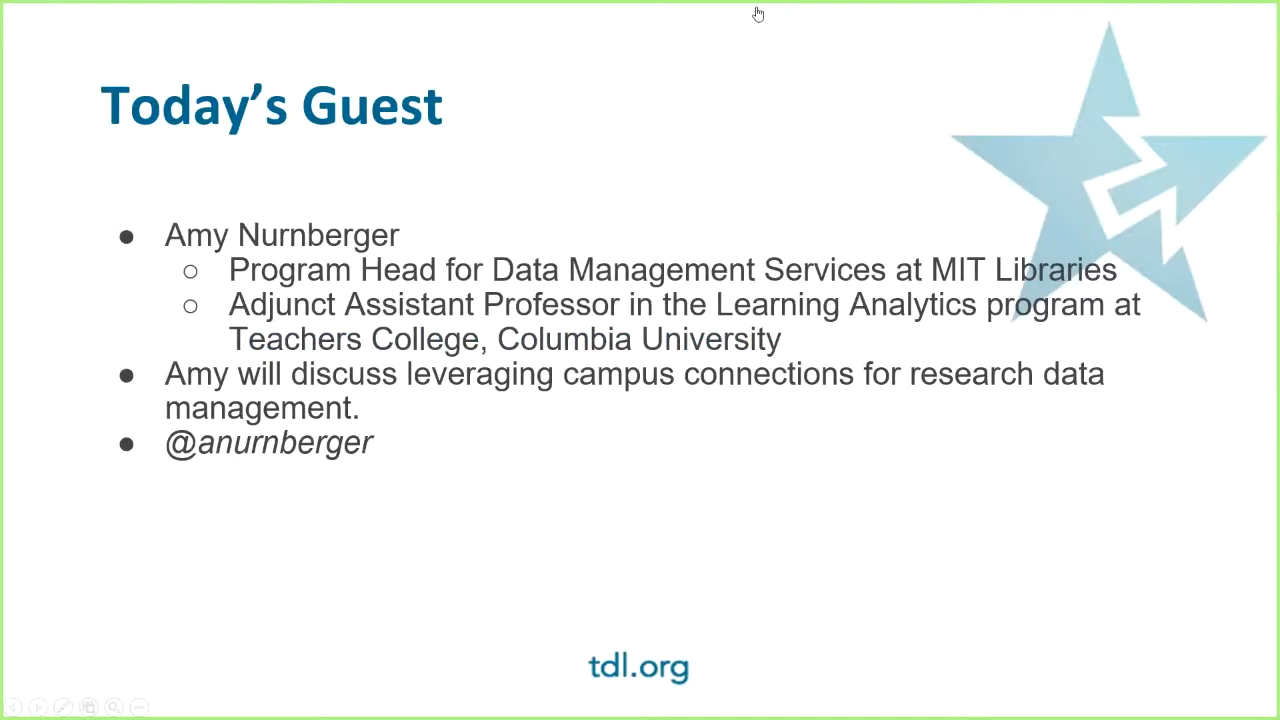 Today’s Guest
● Amy Nurnberger
○ Program Head for Data Management Services at MIT Libraries
○ Adjunct Assistant Professor in the Learning Analytics program at
Teachers College, Columbia University
● Amy will discuss leveraging campus connections for research data
management.
● @anurnberger
tdl.org